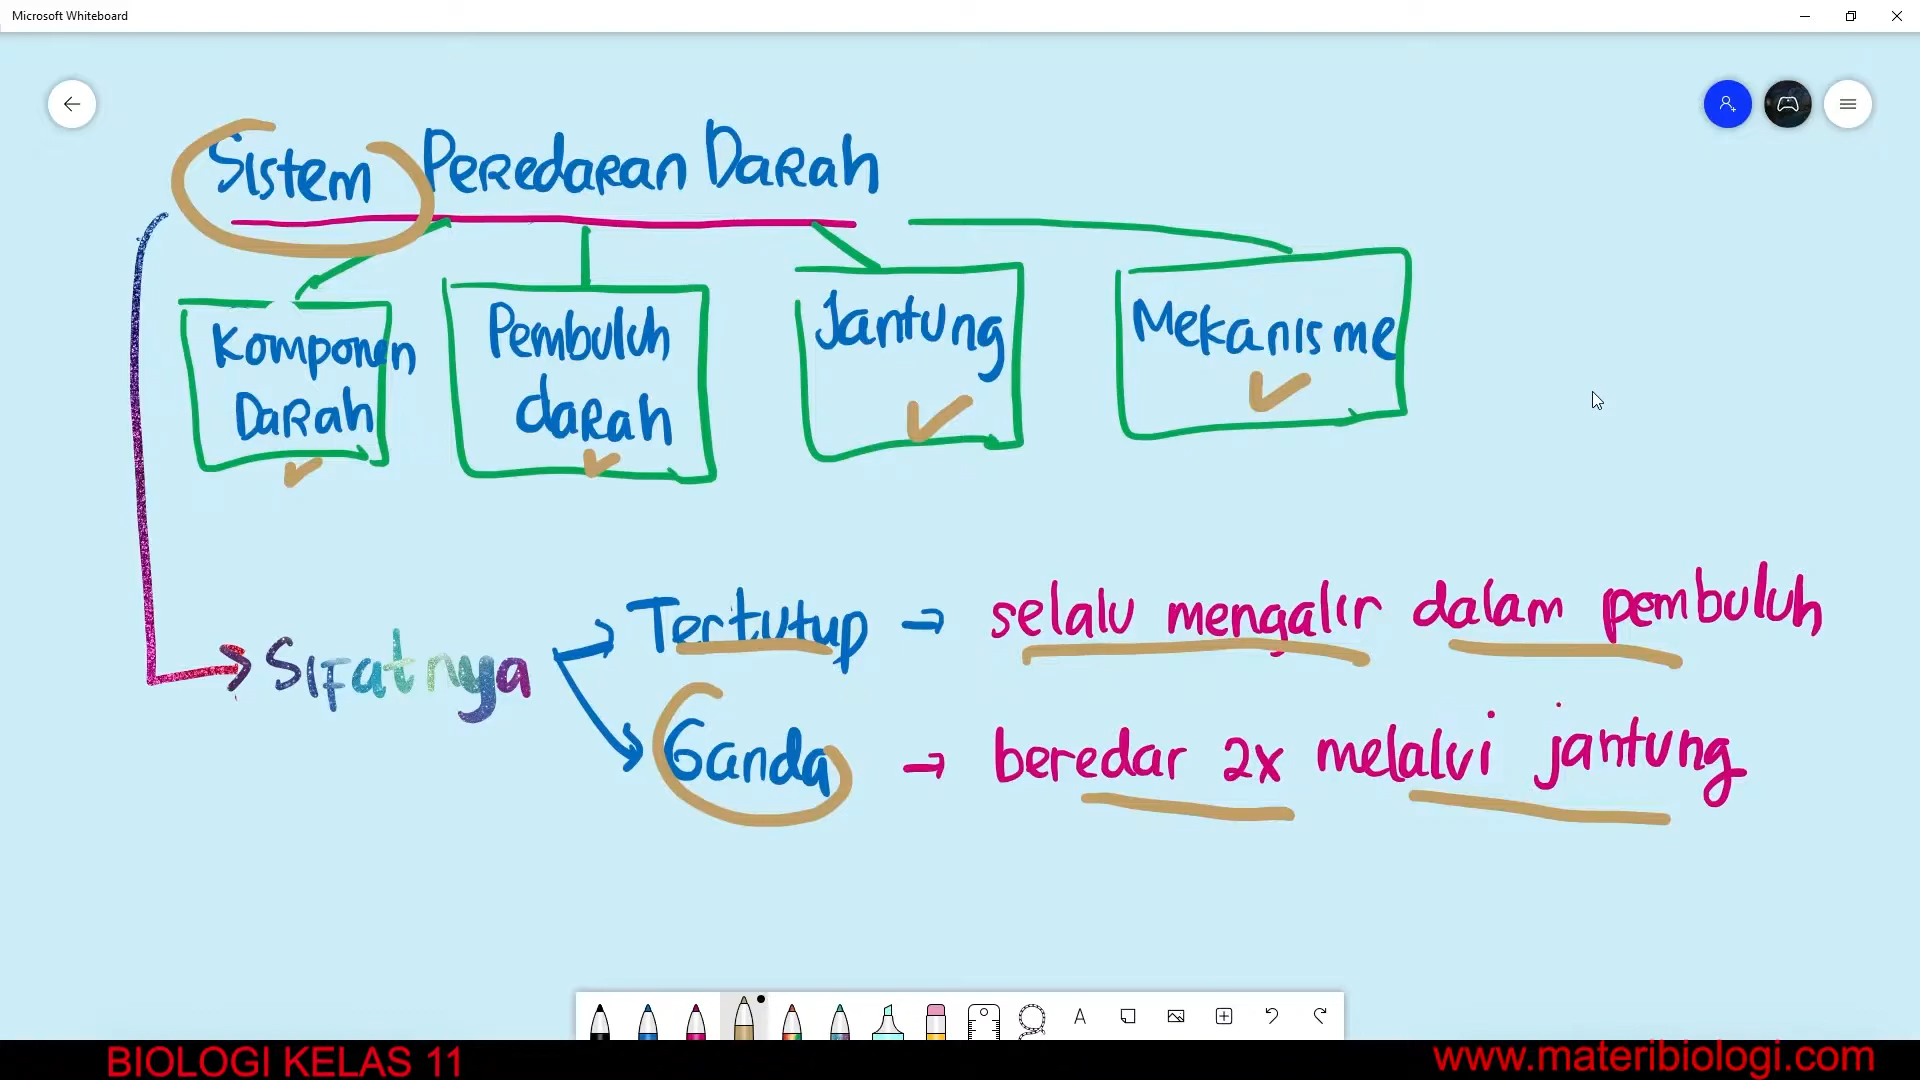 Microsoft Whiteboard
Sistem Peredaran Darah
Komponen
Darah
Pembuluh
darah
Jantung
Mekanisme
Sifatnya
Tertutup → selalu mengalir dalam pembuluh
Ganda → beredar 2x melalui jantung
A
BIOLOGI KELAS 11
www.materibiologi.com